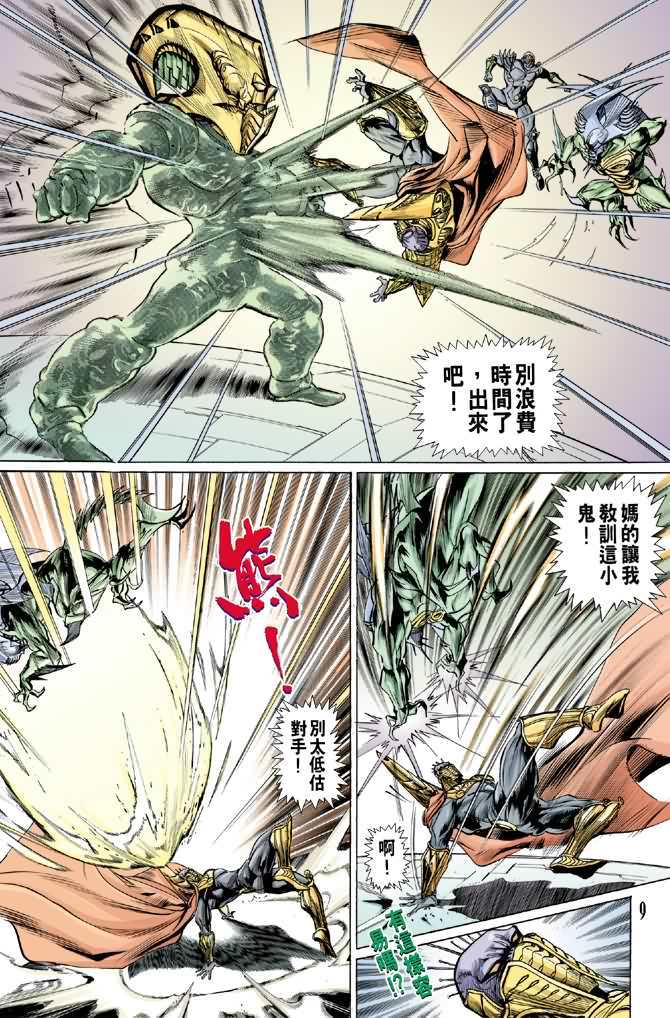 別浪費
時間了
，出來
吧！
媽的讓我
教訓這小
鬼！
啊！
有這樣容
易嗎!?
熊！
別太低估
對手！
9